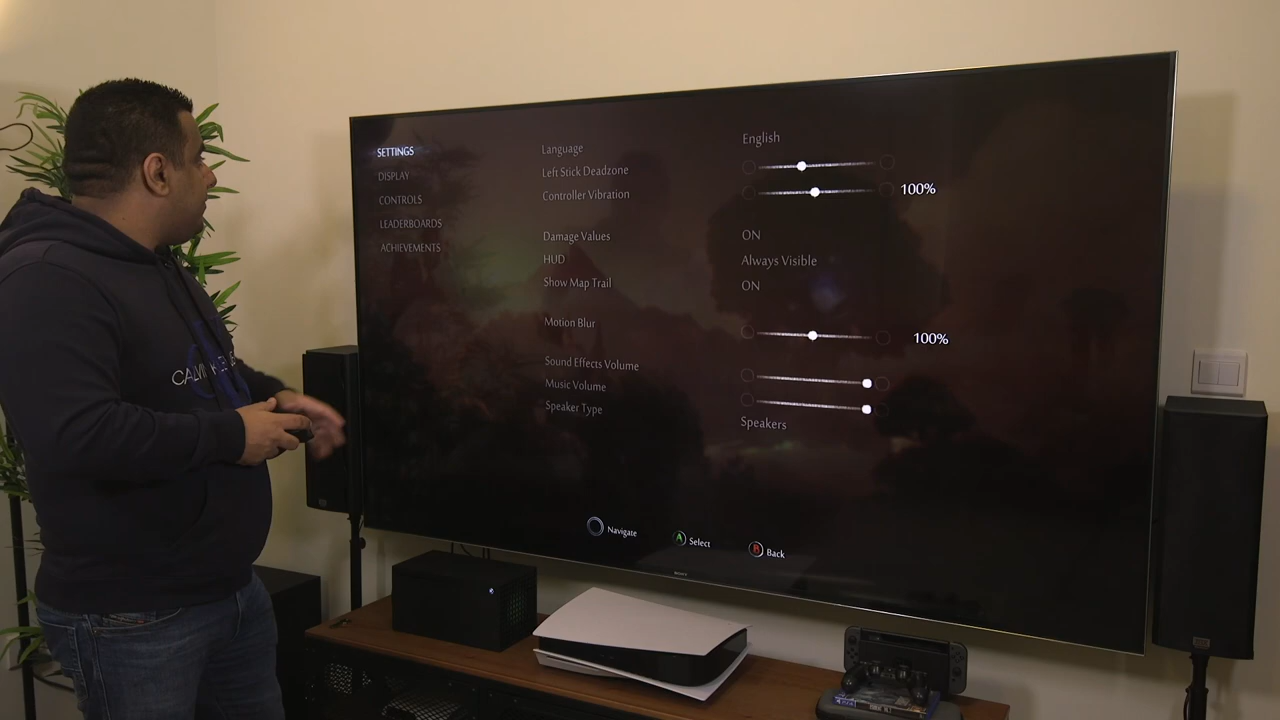 SETTINGS
DISPLAY
CONTROLS
LEADERBOARDS
ACHIEVEMENTS
Language English
Left Stick Deadzone
Controller Vibration 100%
Damage Values ON
HUD Always Visible
Show Map Trail ON
Motion Blur 100%
Sound Effects Volume
Music Volume
Speaker Type Speakers
Navigate
A Select
B Back
SONY